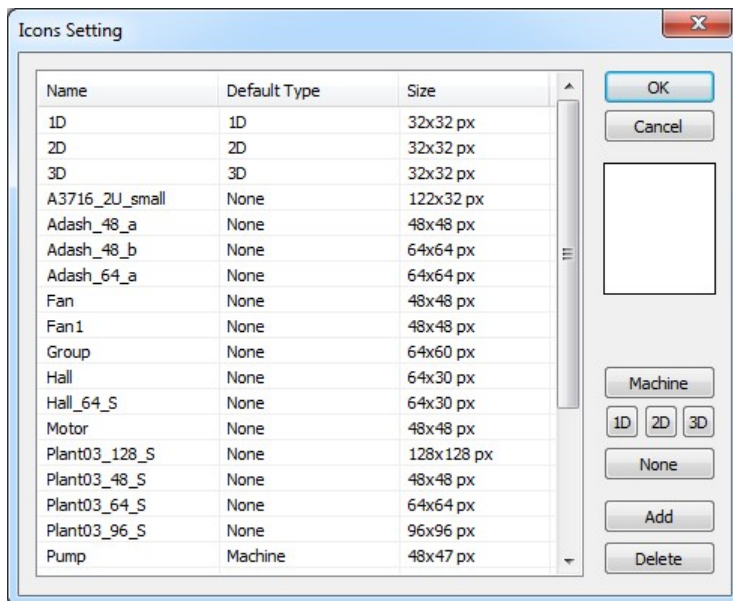 Icons Setting
Name Default Type Size
1D 1D 32x32 px
2D 2D 32x32 px
3D 3D 32x32 px
A3716_2U_small None 122x32 px
Adash_48_a None 48x48 px
Adash_48_b None 64x64 px
Adash_64_a None 64x64 px
Fan None 48x48 px
Fan1 None 48x48 px
Group None 64x60 px
Hall None 64x30 px
Hall_64_S None 64x30 px
Motor None 48x48 px
Plant03_128_S None 128x128 px
Plant03_48_S None 48x48 px
Plant03_64_S None 64x64 px
Plant03_96_S None 96x96 px
Pump Machine 48x47 px
OK
Cancel
Machine
1D 2D 3D
None
Add
Delete